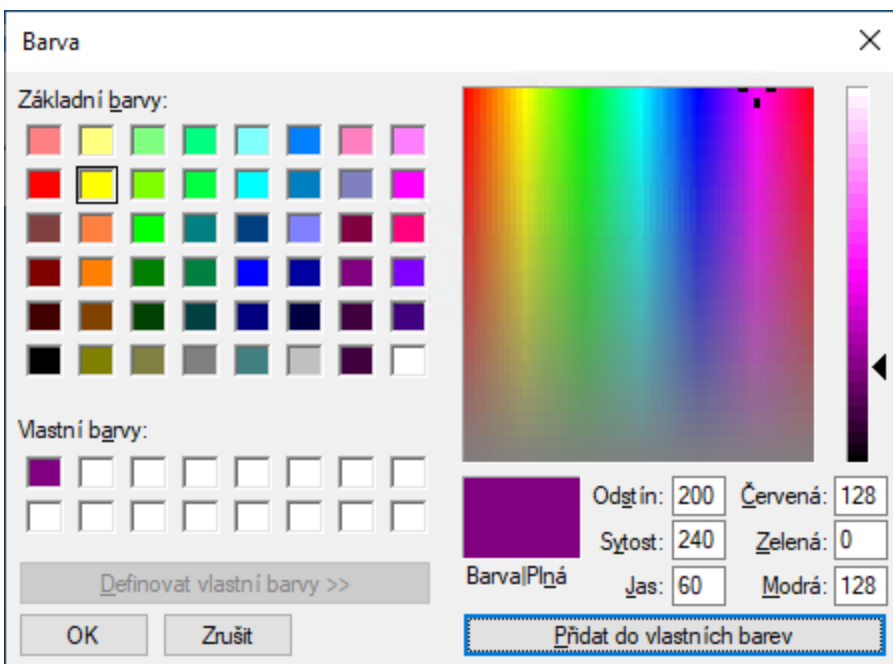 Barva
Základní barvy:
Vlastní barvy:
Definovat vlastní barvy >>
OK
Zrušit
Barva|Plná
Odstín: 200
Sytost: 240
Jas: 60
Červená: 128
Zelená: 0
Modrá: 128
Přidat do vlastních barev